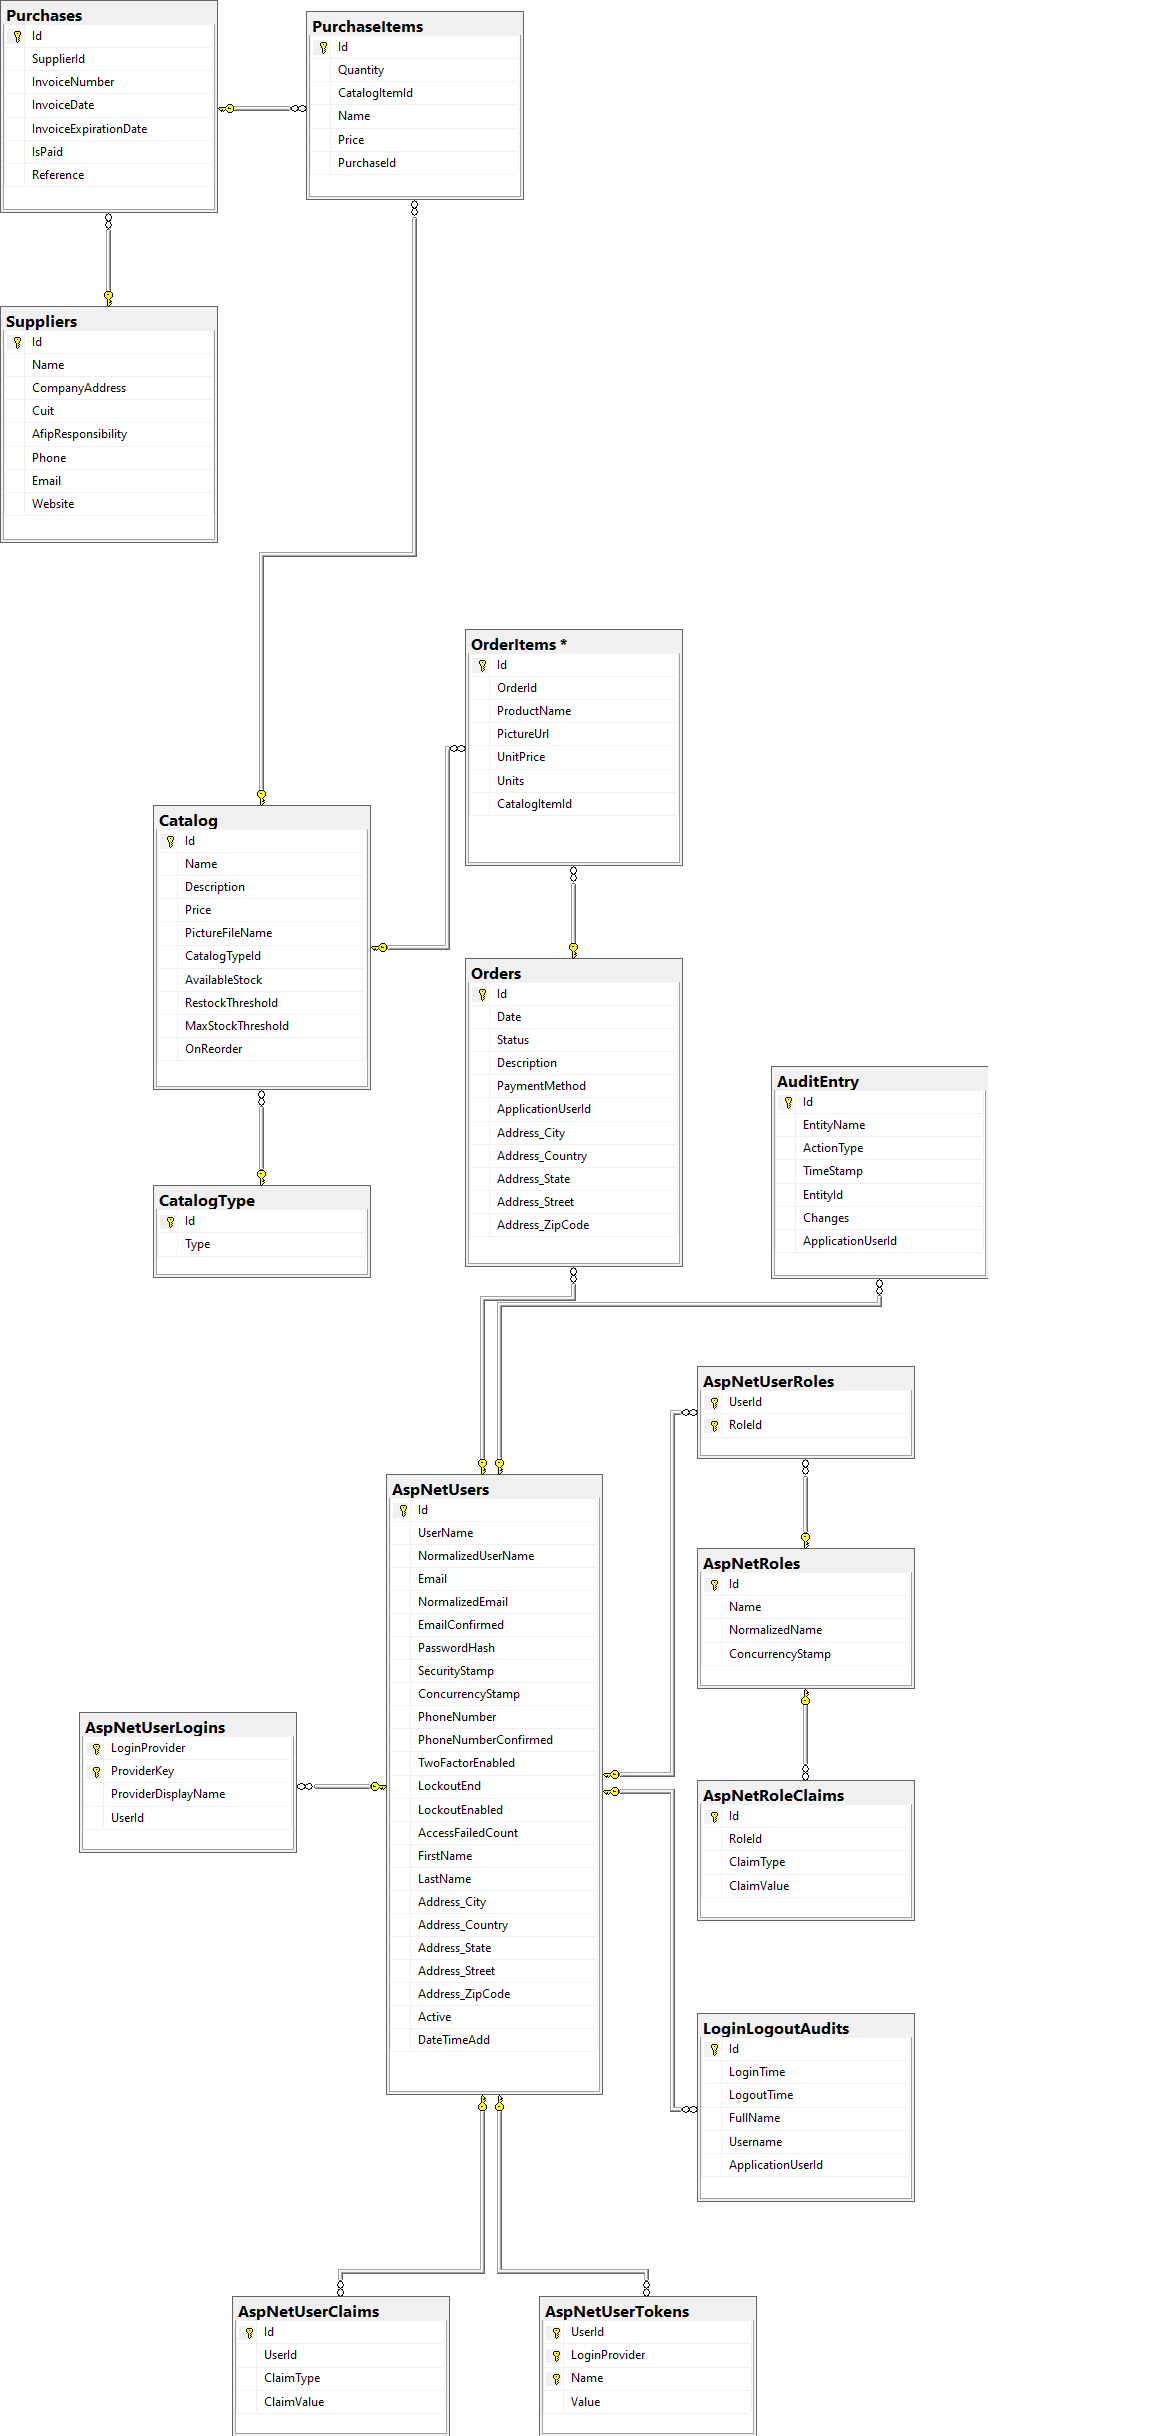 Purchases
Id
SupplierId
InvoiceNumber
InvoiceDate
InvoiceExpirationDate
IsPaid
Reference
PurchaseItems
Id
Quantity
CatalogItemId
Name
Price
PurchaseId
Suppliers
Id
Name
CompanyAddress
Cuit
AfipResponsibility
Phone
Email
Website
OrderItems *
Id
OrderId
ProductName
PictureUrl
UnitPrice
Units
CatalogItemId
Catalog
Id
Name
Description
Price
PictureFileName
CatalogTypeId
AvailableStock
RestockThreshold
MaxStockThreshold
OnReorder
Orders
Id
Date
Status
Description
PaymentMethod
ApplicationUserId
Address_City
Address_Country
Address_State
Address_Street
Address_ZipCode
AuditEntry
Id
EntityName
ActionType
TimeStamp
EntityId
Changes
ApplicationUserId
CatalogType
Id
Type
AspNetUserRoles
UserId
RoleId
AspNetUsers
Id
UserName
NormalizedUserName
Email
NormalizedEmail
EmailConfirmed
PasswordHash
SecurityStamp
ConcurrencyStamp
PhoneNumber
PhoneNumberConfirmed
TwoFactorEnabled
LockoutEnd
LockoutEnabled
AccessFailedCount
FirstName
LastName
Address_City
Address_Country
Address_State
Address_Street
Address_ZipCode
Active
DateTimeAdd
AspNetRoles
Id
Name
NormalizedName
ConcurrencyStamp
AspNetUserLogins
LoginProvider
ProviderKey
ProviderDisplayName
UserId
AspNetRoleClaims
Id
RoleId
ClaimType
ClaimValue
LoginLogoutAudits
Id
LoginTime
LogoutTime
FullName
Username
ApplicationUserId
AspNetUserClaims
Id
UserId
ClaimType
ClaimValue
AspNetUserTokens
UserId
LoginProvider
Name
Value